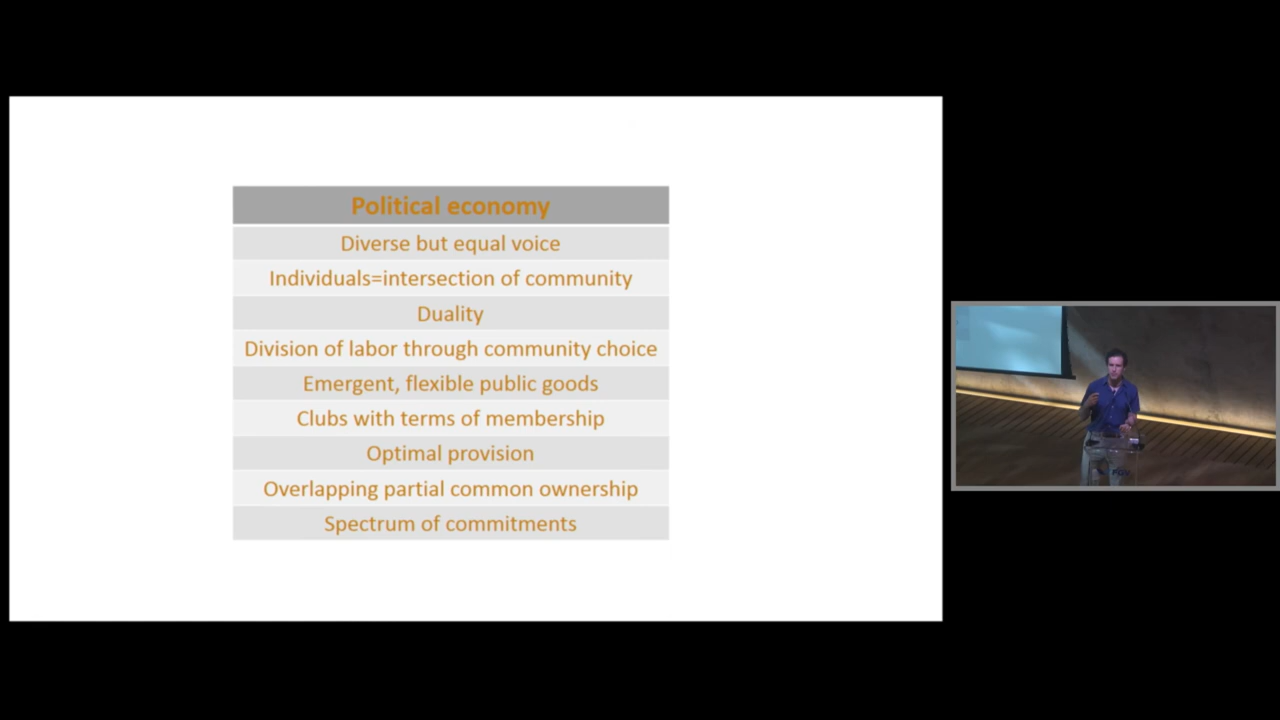 Political economy
Diverse but equal voice
Individuals=intersection of community
Duality
Division of labor through community choice
Emergent, flexible public goods
Clubs with terms of membership
Optimal provision
Overlapping partial common ownership
Spectrum of commitments